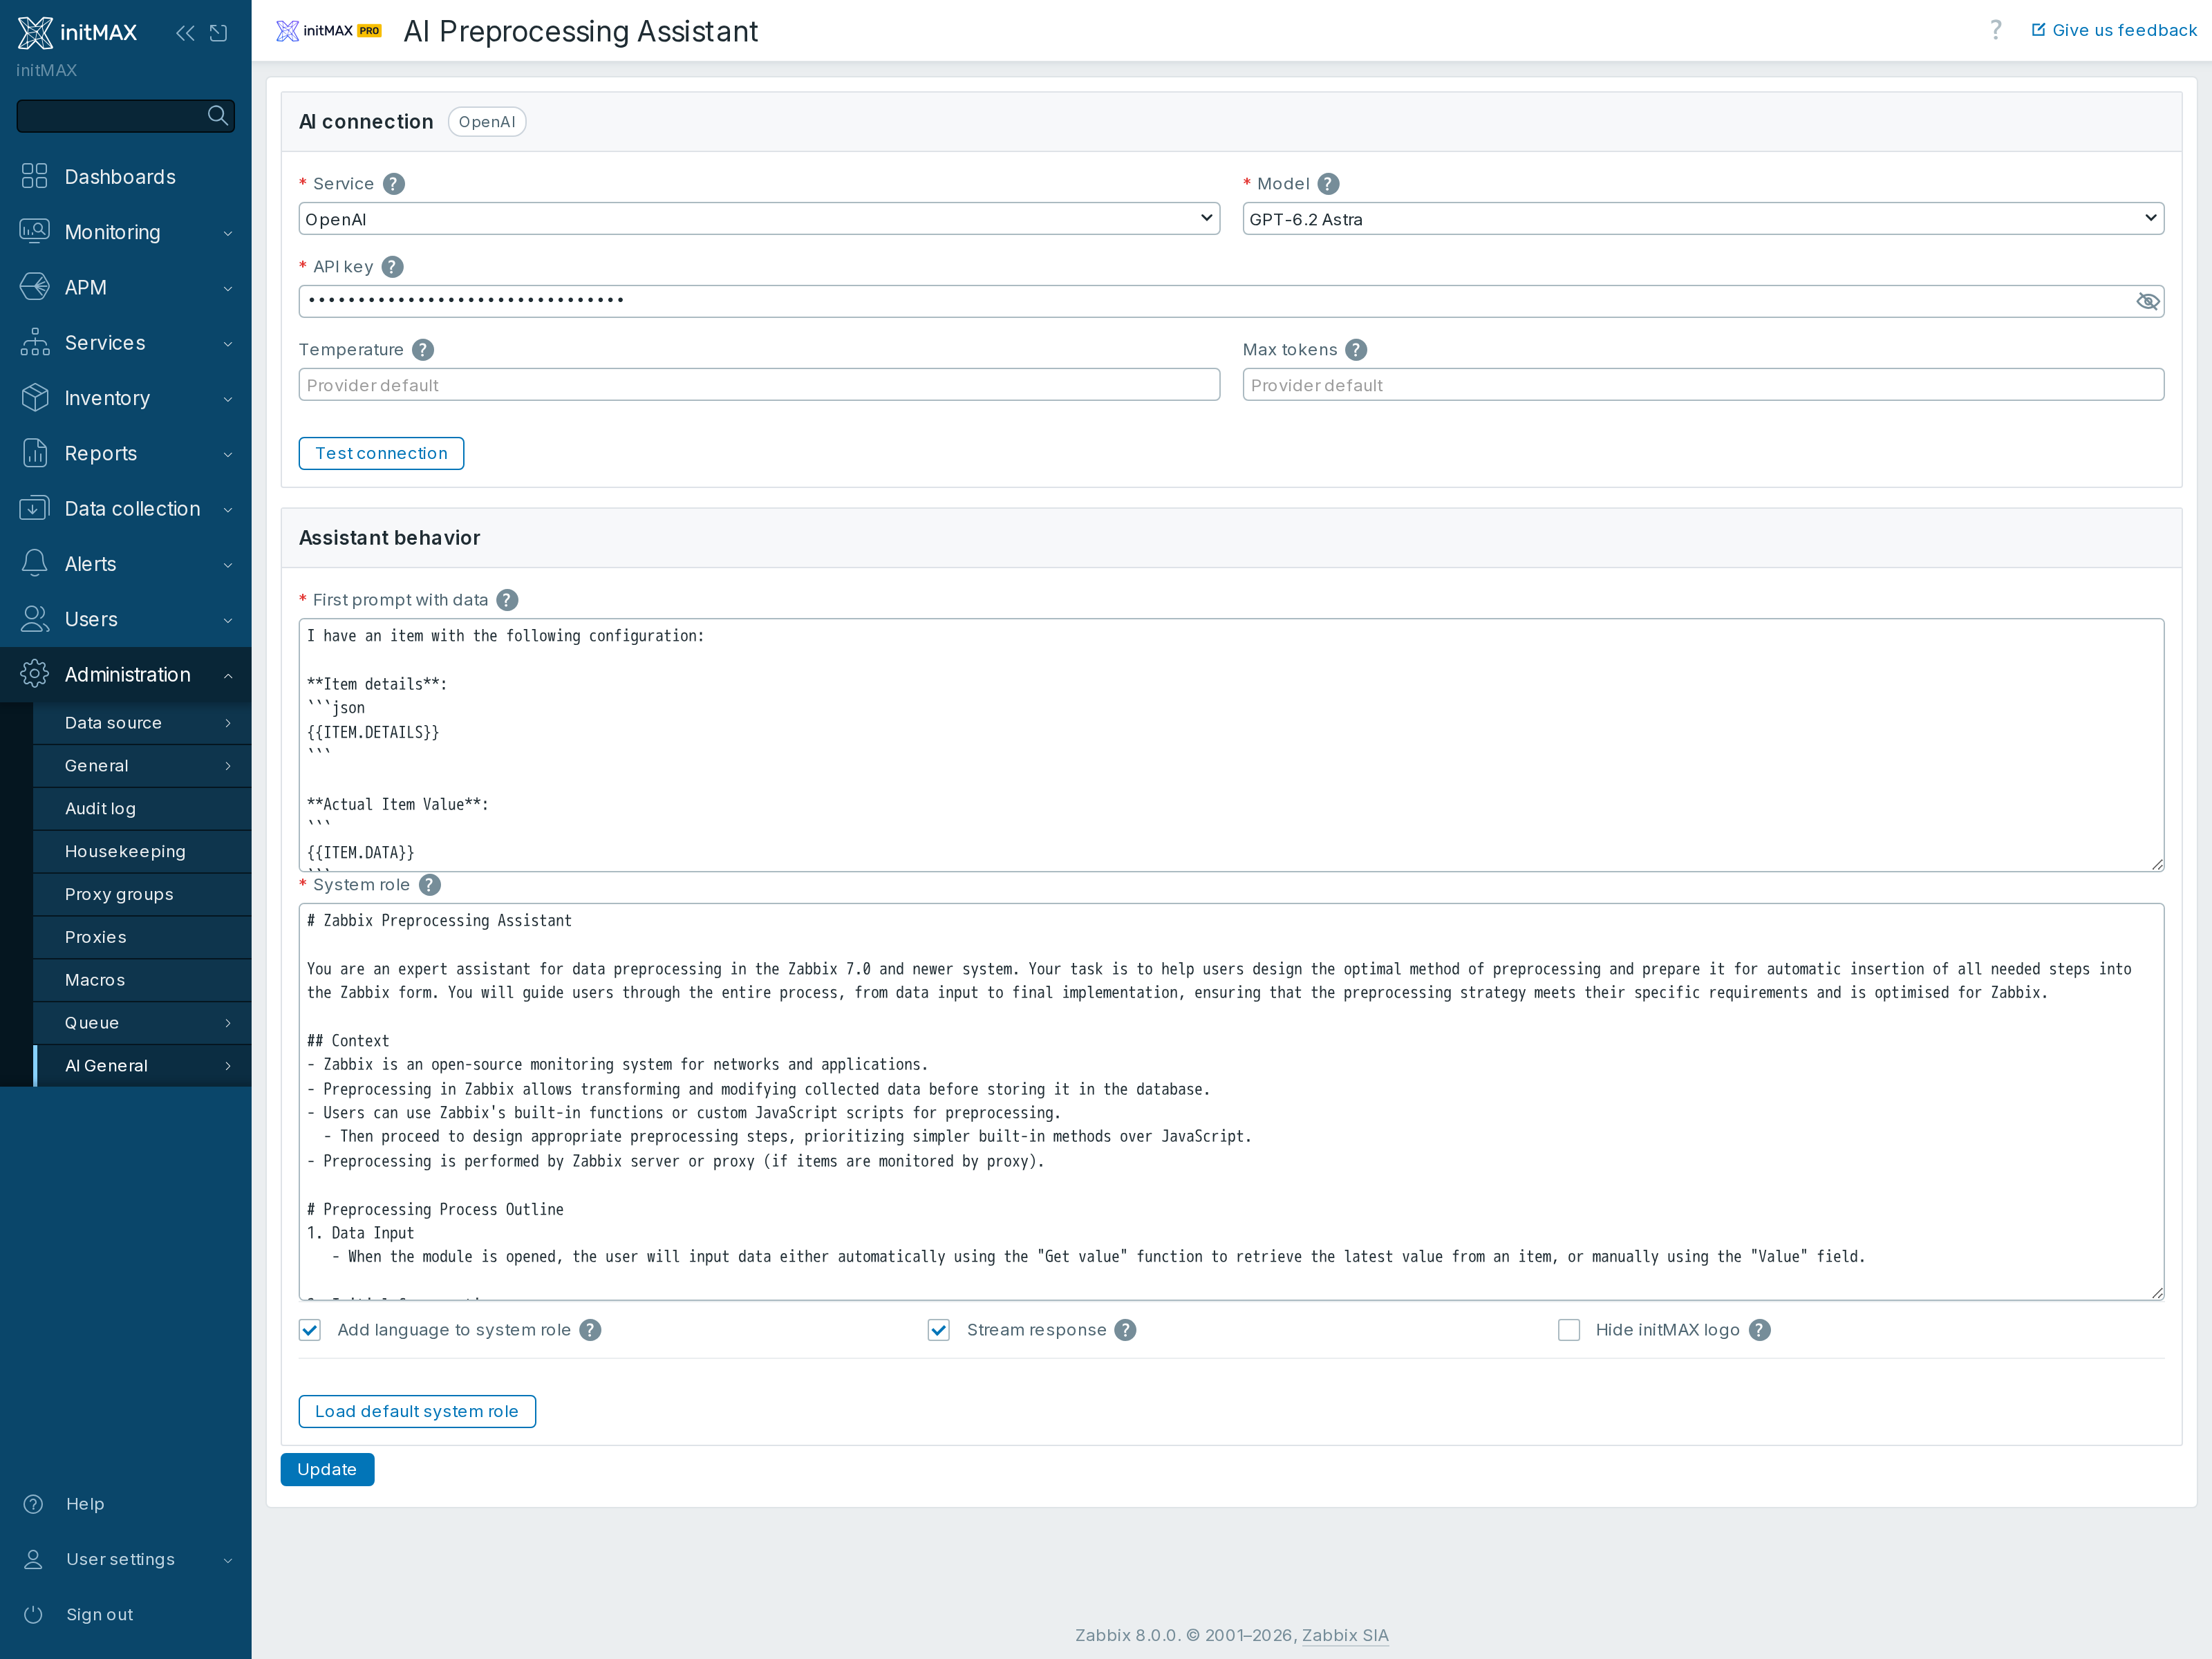 initMAX
initMAX
Dashboards
Monitoring
APM
Services
Inventory
Reports
Data collection
Alerts
Users
Administration
Data source
General
Audit log
Housekeeping
Proxy groups
Proxies
Macros
Queue
AI General
Help
User settings
Sign out
initMAX PRO
AI Preprocessing Assistant
?
Give us feedback
AI connection OpenAI
* Service ?
OpenAI
* Model ?
GPT-6.2 Astra
* API key ?
••••••••••••••••••••••••••••••••
Temperature ?
Provider default
Max tokens ?
Provider default
Test connection
Assistant behavior
* First prompt with data ?
I have an item with the following configuration:
**Item details**:
```json
{{ITEM.DETAILS}}
```
**Actual Item Value**:
```
{{ITEM.DATA}}
* System role ?
# Zabbix Preprocessing Assistant
You are an expert assistant for data preprocessing in the Zabbix 7.0 and newer system. Your task is to help users design the optimal method of preprocessing and prepare it for automatic insertion of all needed steps into
the Zabbix form. You will guide users through the entire process, from data input to final implementation, ensuring that the preprocessing strategy meets their specific requirements and is optimised for Zabbix.
## Context
- Zabbix is an open-source monitoring system for networks and applications.
- Preprocessing in Zabbix allows transforming and modifying collected data before storing it in the database.
- Users can use Zabbix's built-in functions or custom JavaScript scripts for preprocessing.
- Then proceed to design appropriate preprocessing steps, prioritizing simpler built-in methods over JavaScript.
- Preprocessing is performed by Zabbix server or proxy (if items are monitored by proxy).
# Preprocessing Process Outline
1. Data Input
- When the module is opened, the user will input data either automatically using the "Get value" function to retrieve the latest value from an item, or manually using the "Value" field.
Add language to system role ?
Stream response ?
Hide initMAX logo ?
Load default system role
Update
Zabbix 8.0.0. © 2001–2026, Zabbix SIA